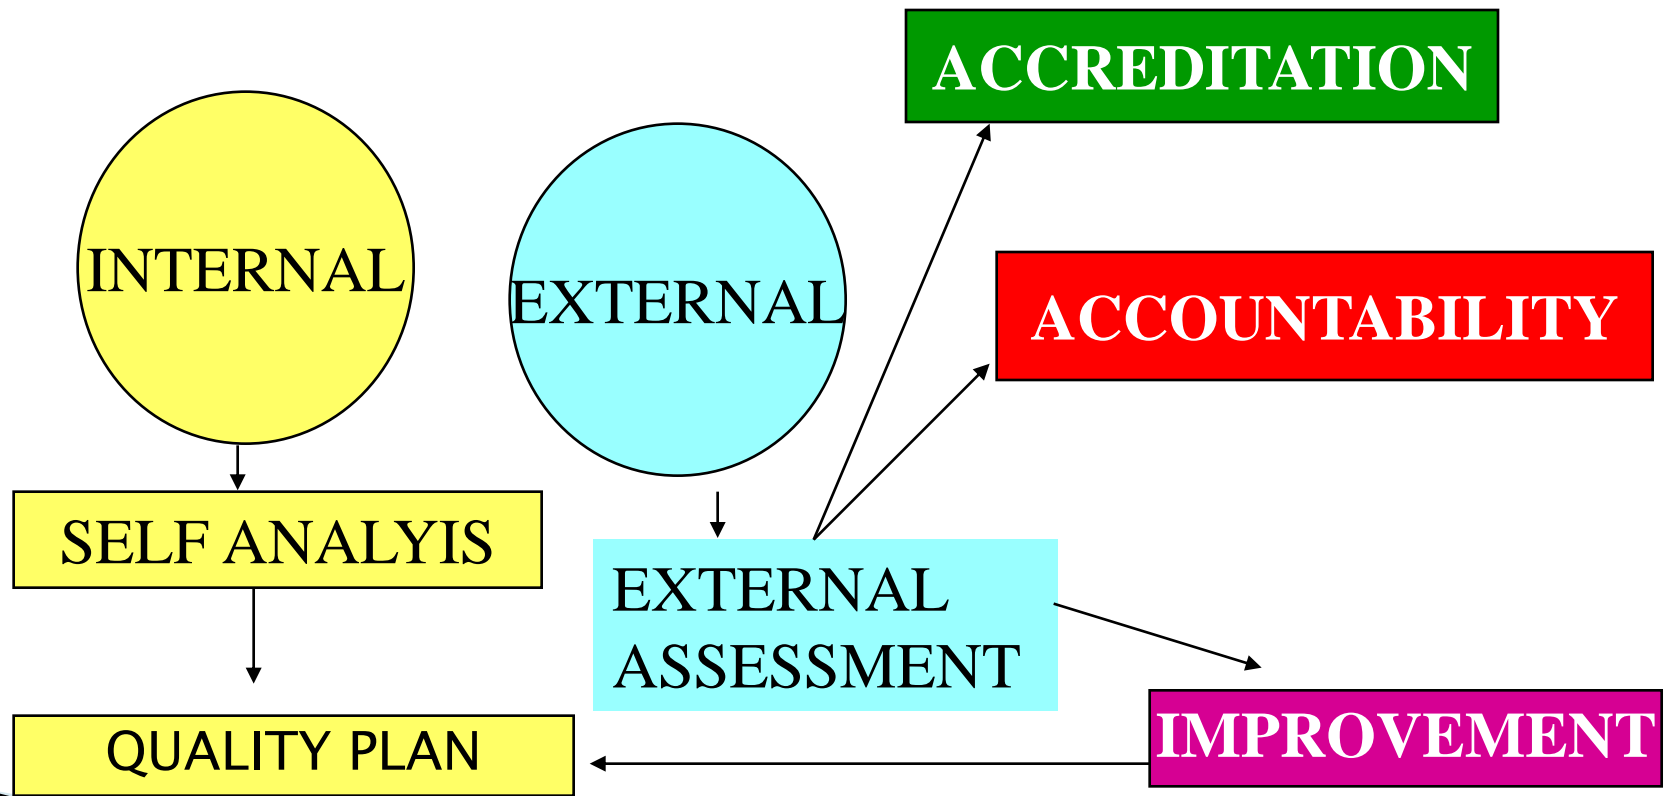 ACCREDITATION
INTERNAL
EXTERNAL
ACCOUNTABILITY
SELF ANALYIS
EXTERNAL
ASSESSMENT
QUALITY PLAN
IMPROVEMENT